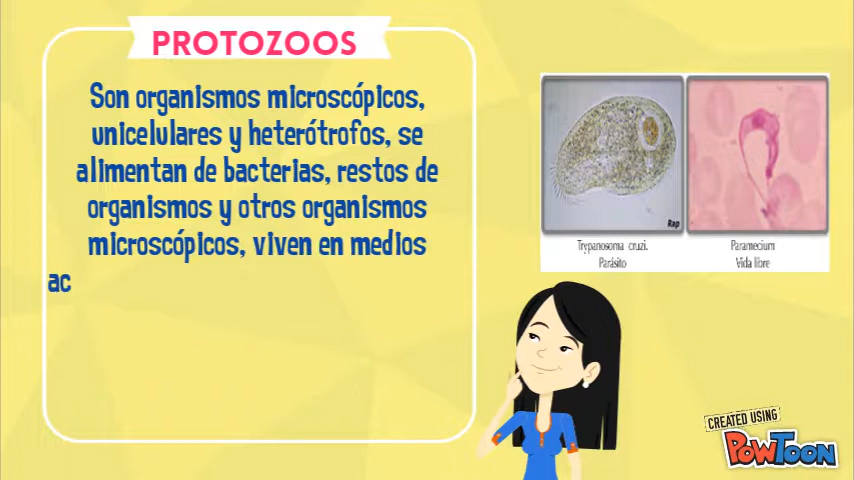 PROTOZOOS
Son organismos microscópicos,
unicelulares y heterótrofos, se
alimentan de bacterias, restos de
organismos y otros organismos
microscópicos, viven en medios
ac
Rap
Trypanosoma cruzi.
Parásito
Paramecium
Vida libre
CREATED USING
POWTOON